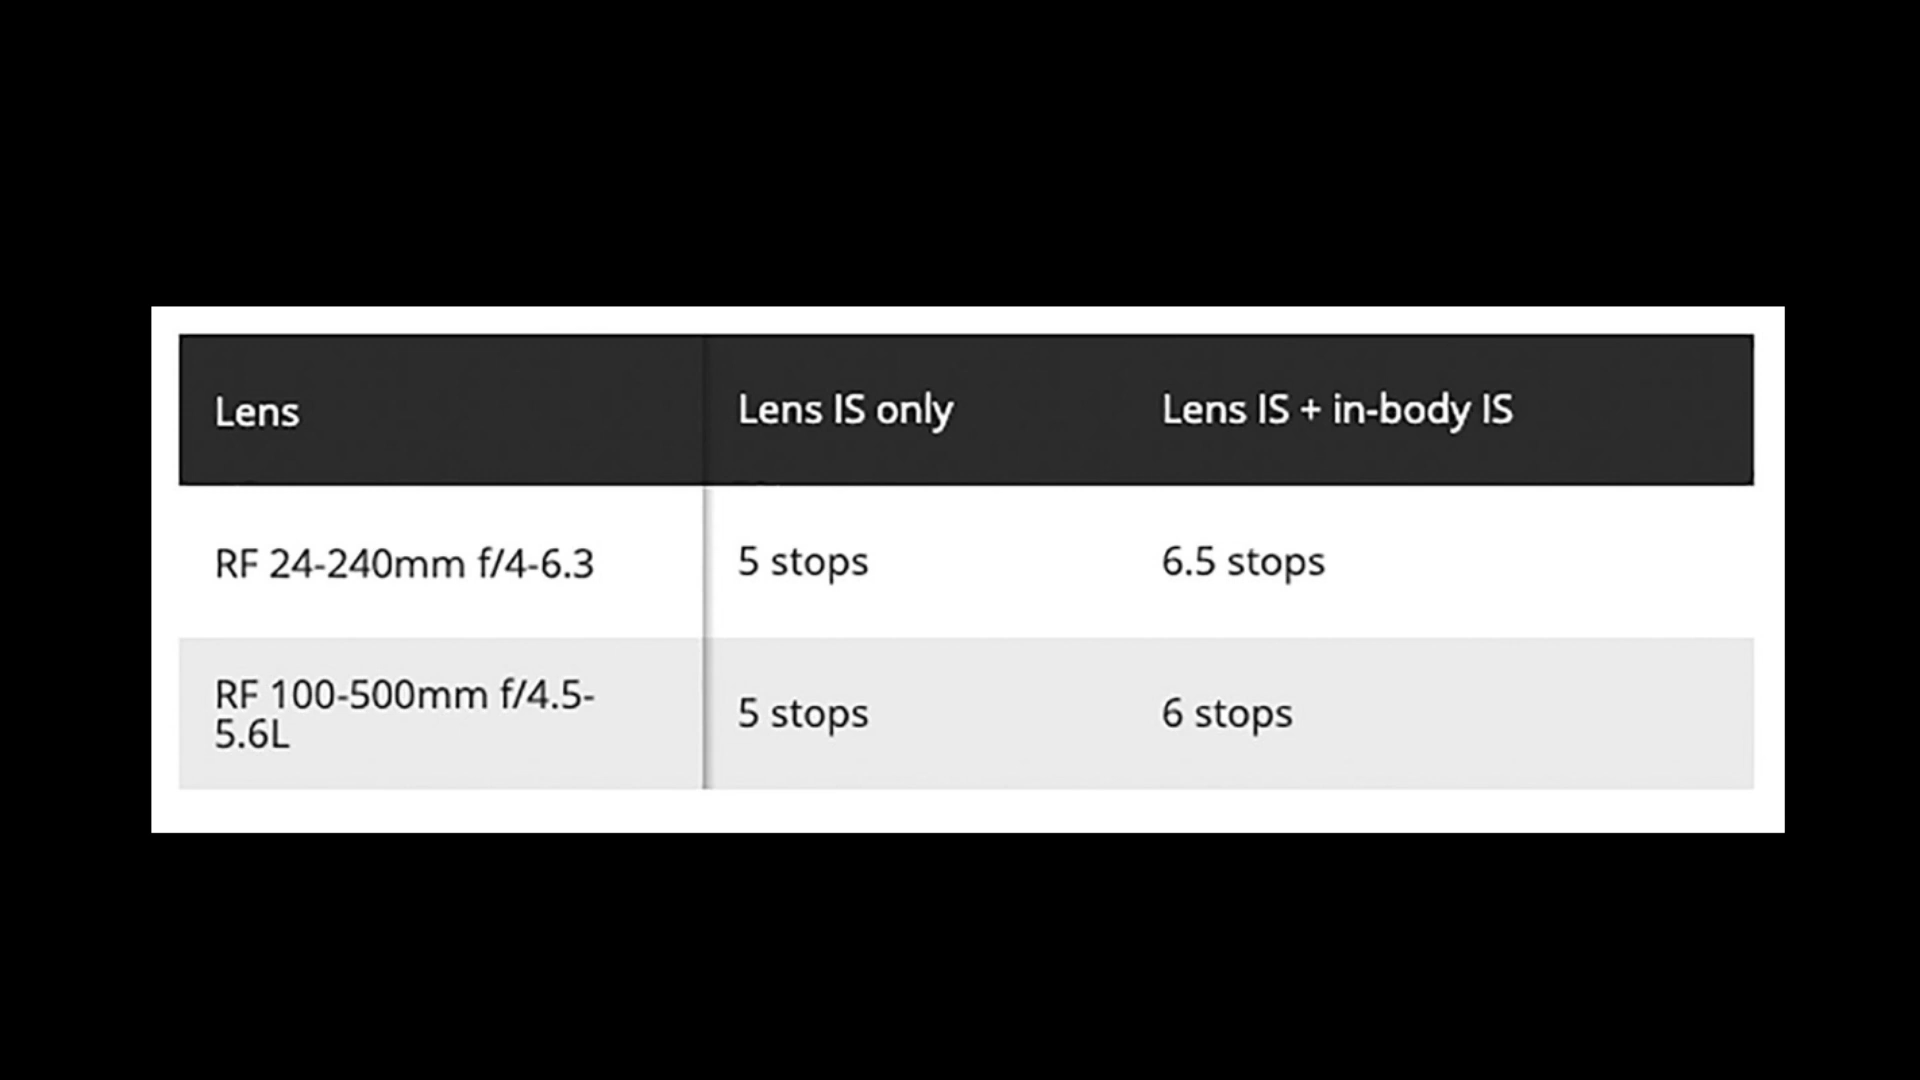 Lens Lens IS only Lens IS + in-body IS
RF 24-240mm f/4-6.3 5 stops 6.5 stops
RF 100-500mm f/4.5-
5.6L 5 stops 6 stops